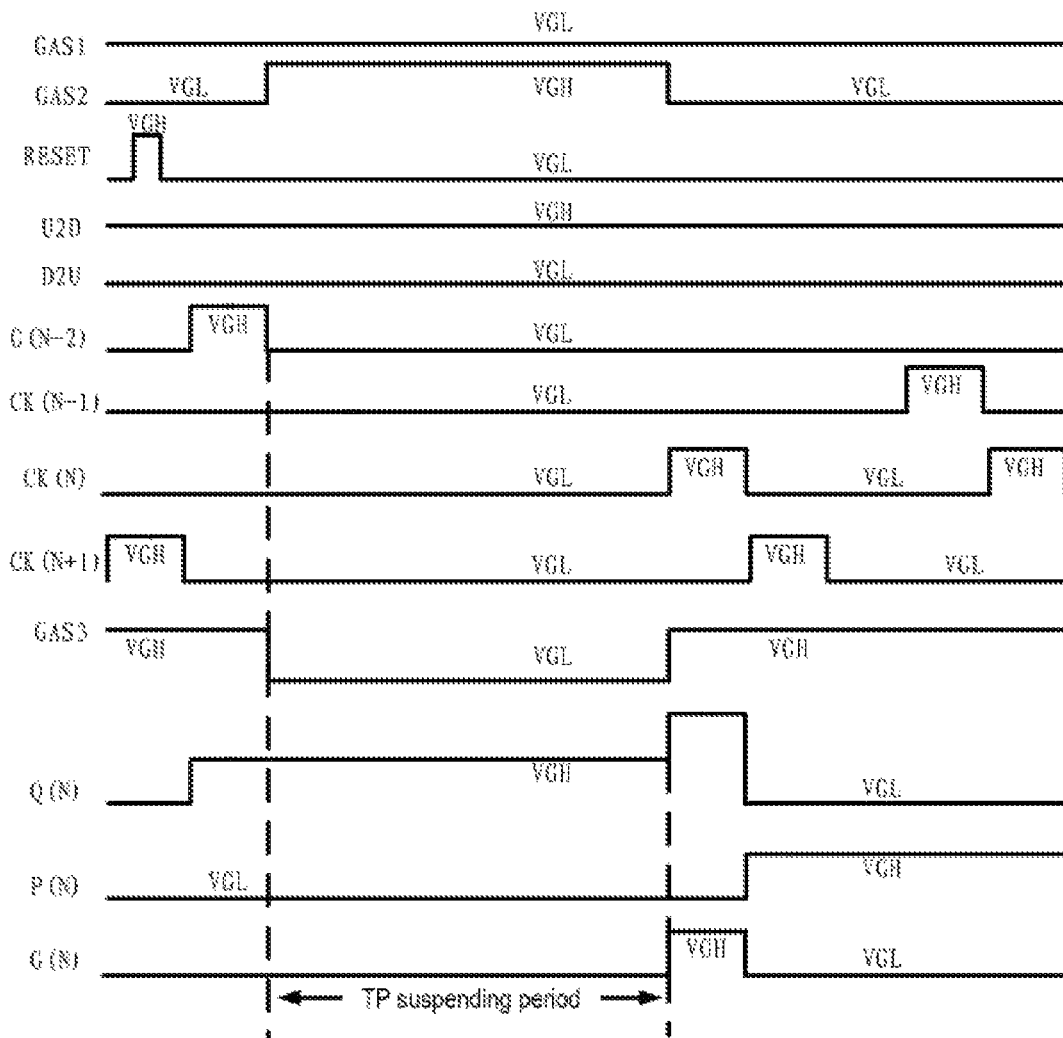 VGL
GAS1
VGL VGH VGL
GAS2
VGH
RESET VGL
VGH
U2D
VGL
D2U
VGH VGL
G(N-2)
CK(N-1) VGL VGH
CK(N) VGL VGH VGL VGH
CK(N+1) VGH VGL VGH VGL
GAS3 VGH VGL VGH
Q(N) VGH VGL
P(N) VGL VGH
G(N) VGH VGL
TP suspending period